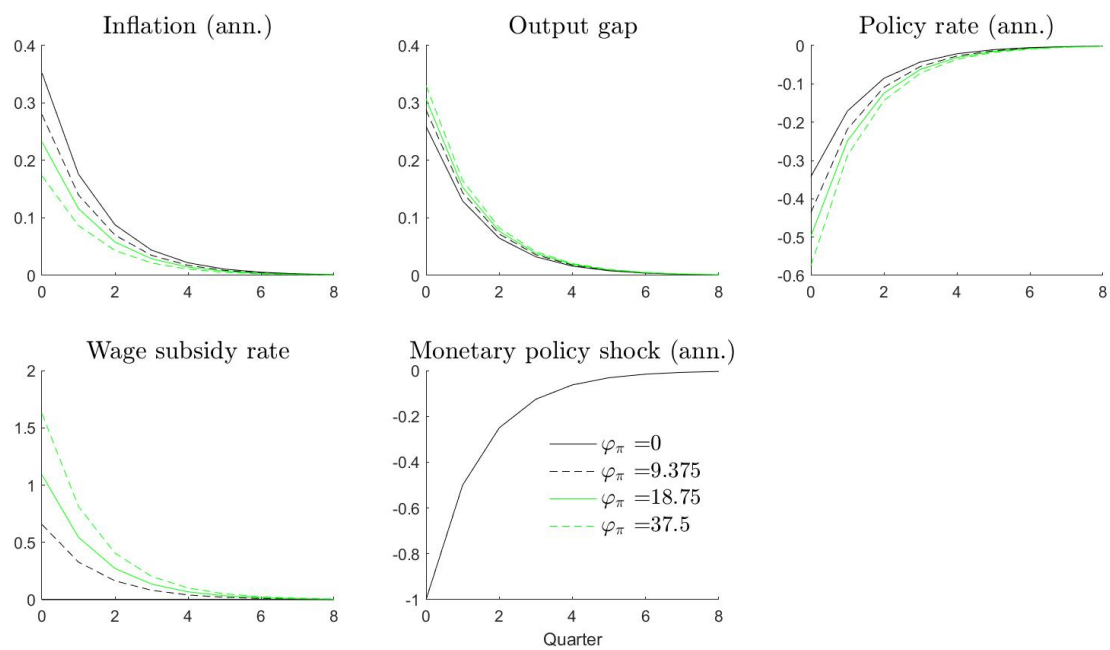 Inflation (ann.)
0.4
0.3
0.2
0.1
0
0 2 4 6 8
Output gap
0.4
0.3
0.2
0.1
0
0 2 4 6 8
Policy rate (ann.)
0
-0.1
-0.2
-0.3
-0.4
-0.5
-0.6
0 2 4 6 8
Wage subsidy rate
2
1.5
1
0.5
0
0 2 4 6 8
Monetary policy shock (ann.)
0
-0.2
-0.4
-0.6
-0.8
-1
φπ =0
φπ =9.375
φπ =18.75
φπ =37.5
0 2 4 6 8
Quarter